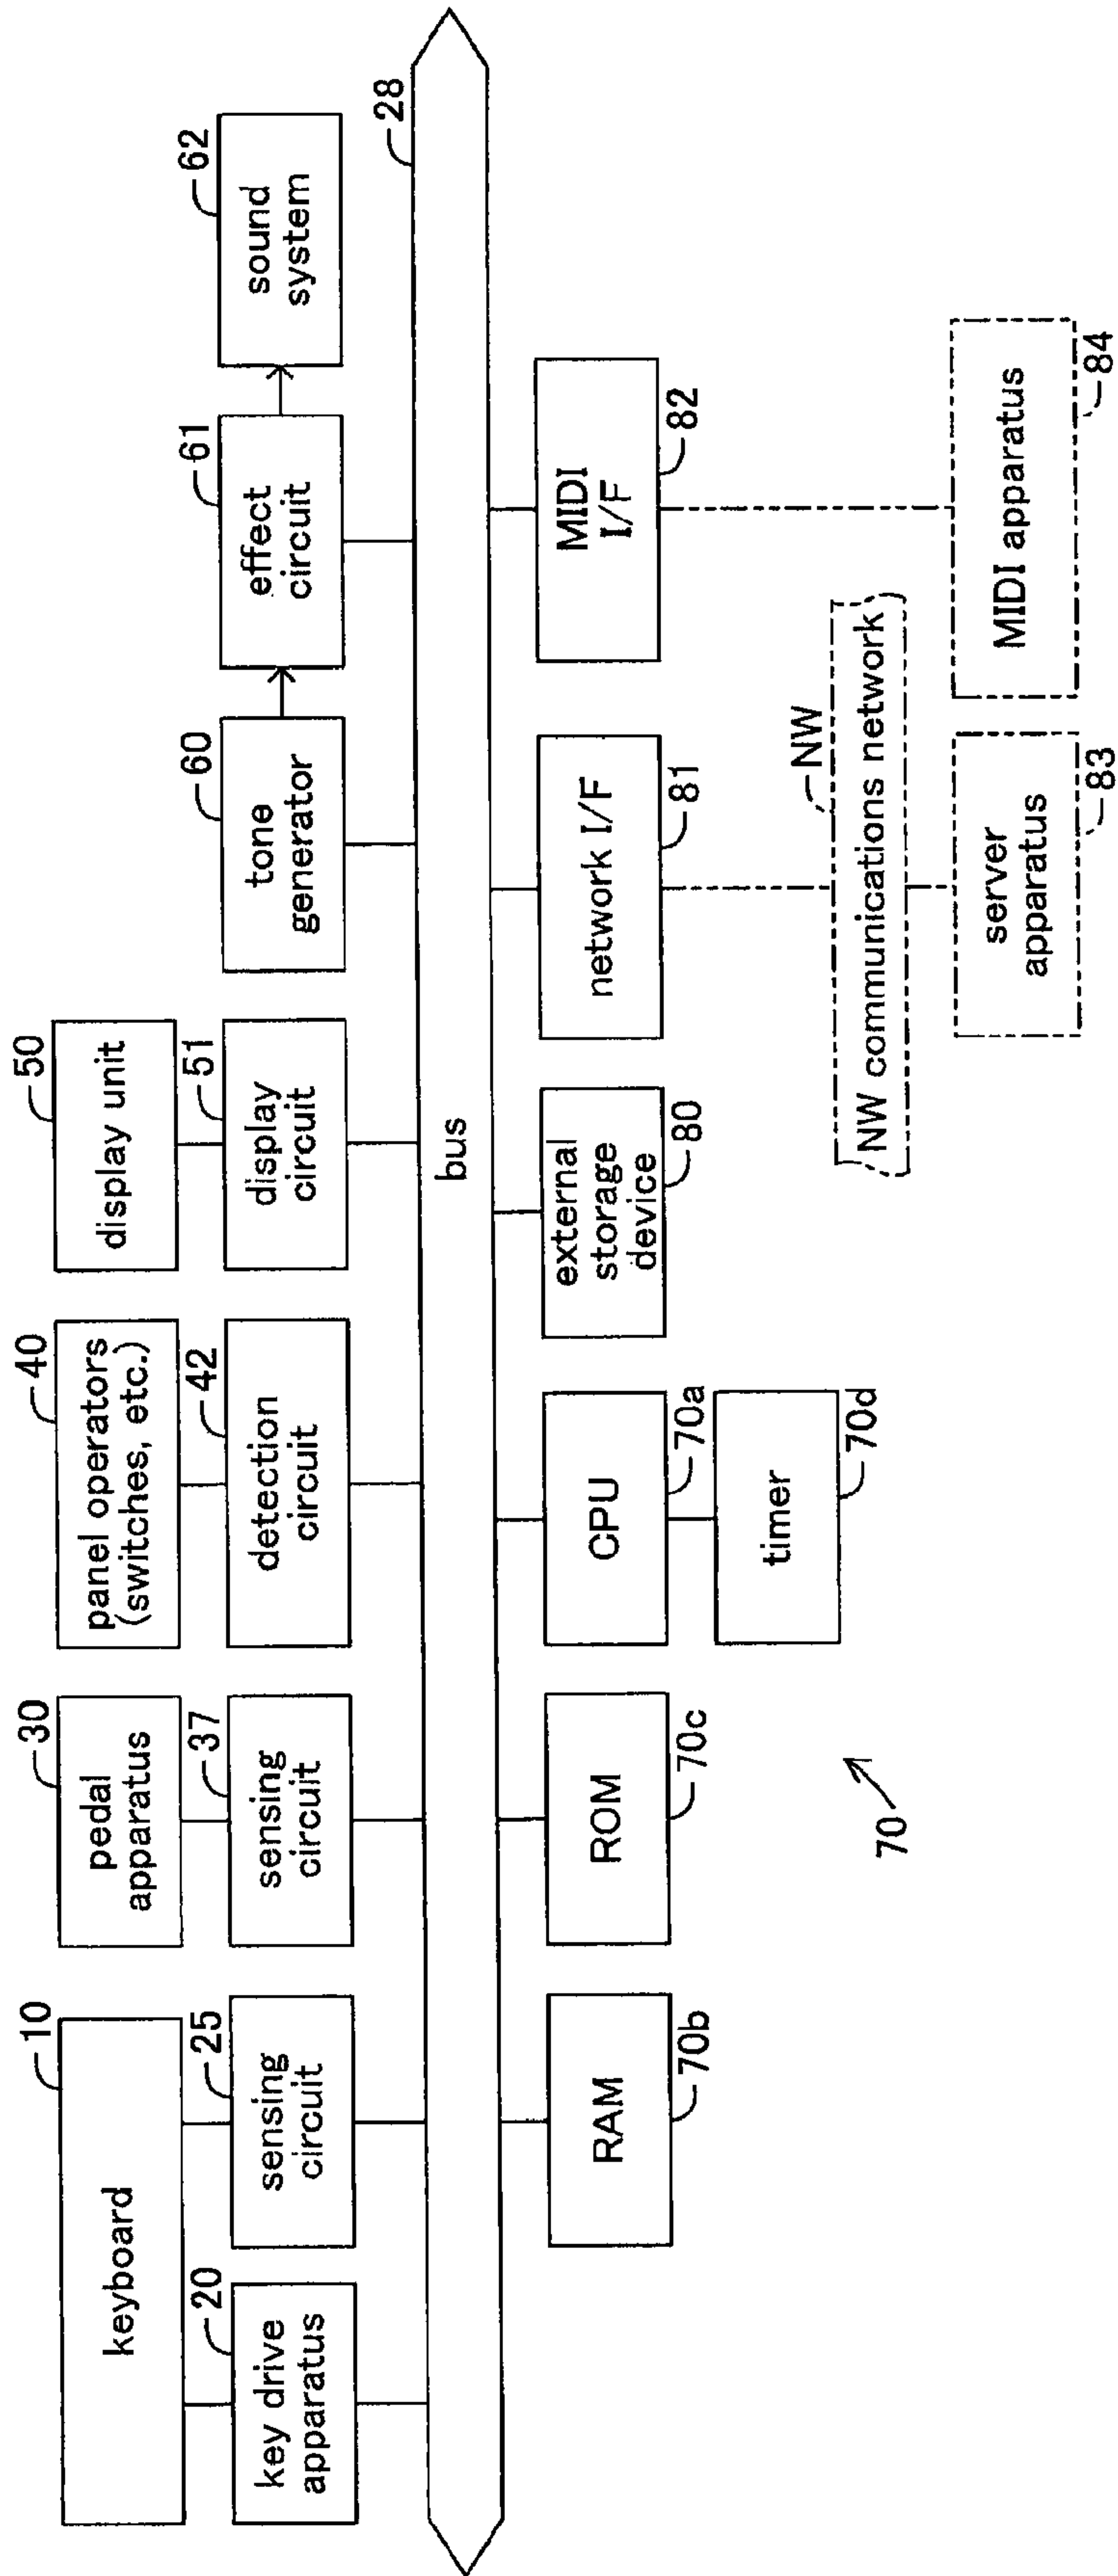 10
keyboard
20
key drive
apparatus
25
sensing
circuit
30
pedal
apparatus
37
sensing
circuit
40
panel operators
(switches, etc.)
42
detection
circuit
50
display unit
51
display
circuit
60
tone
generator
61
effect
circuit
62
sound
system
28
bus
RAM
70b
ROM
70c
CPU
70a
timer
70d
70
external
storage
device
80
network I/F
81
MIDI
I/F
82
NW
NW communications network
server
apparatus
83
MIDI apparatus
84